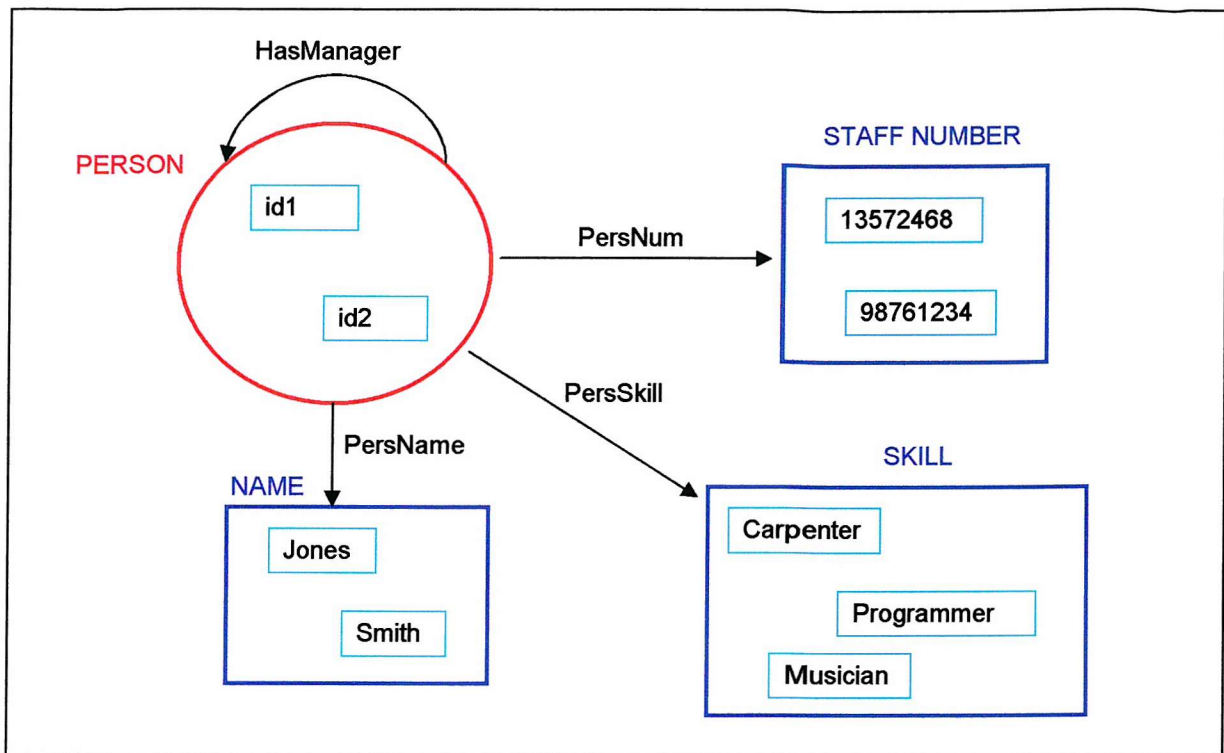 HasManager
PERSON
id1
id2
STAFF NUMBER
13572468
98761234
PersNum
PersSkill
PersName
NAME
Jones
Smith
SKILL
Carpenter
Programmer
Musician